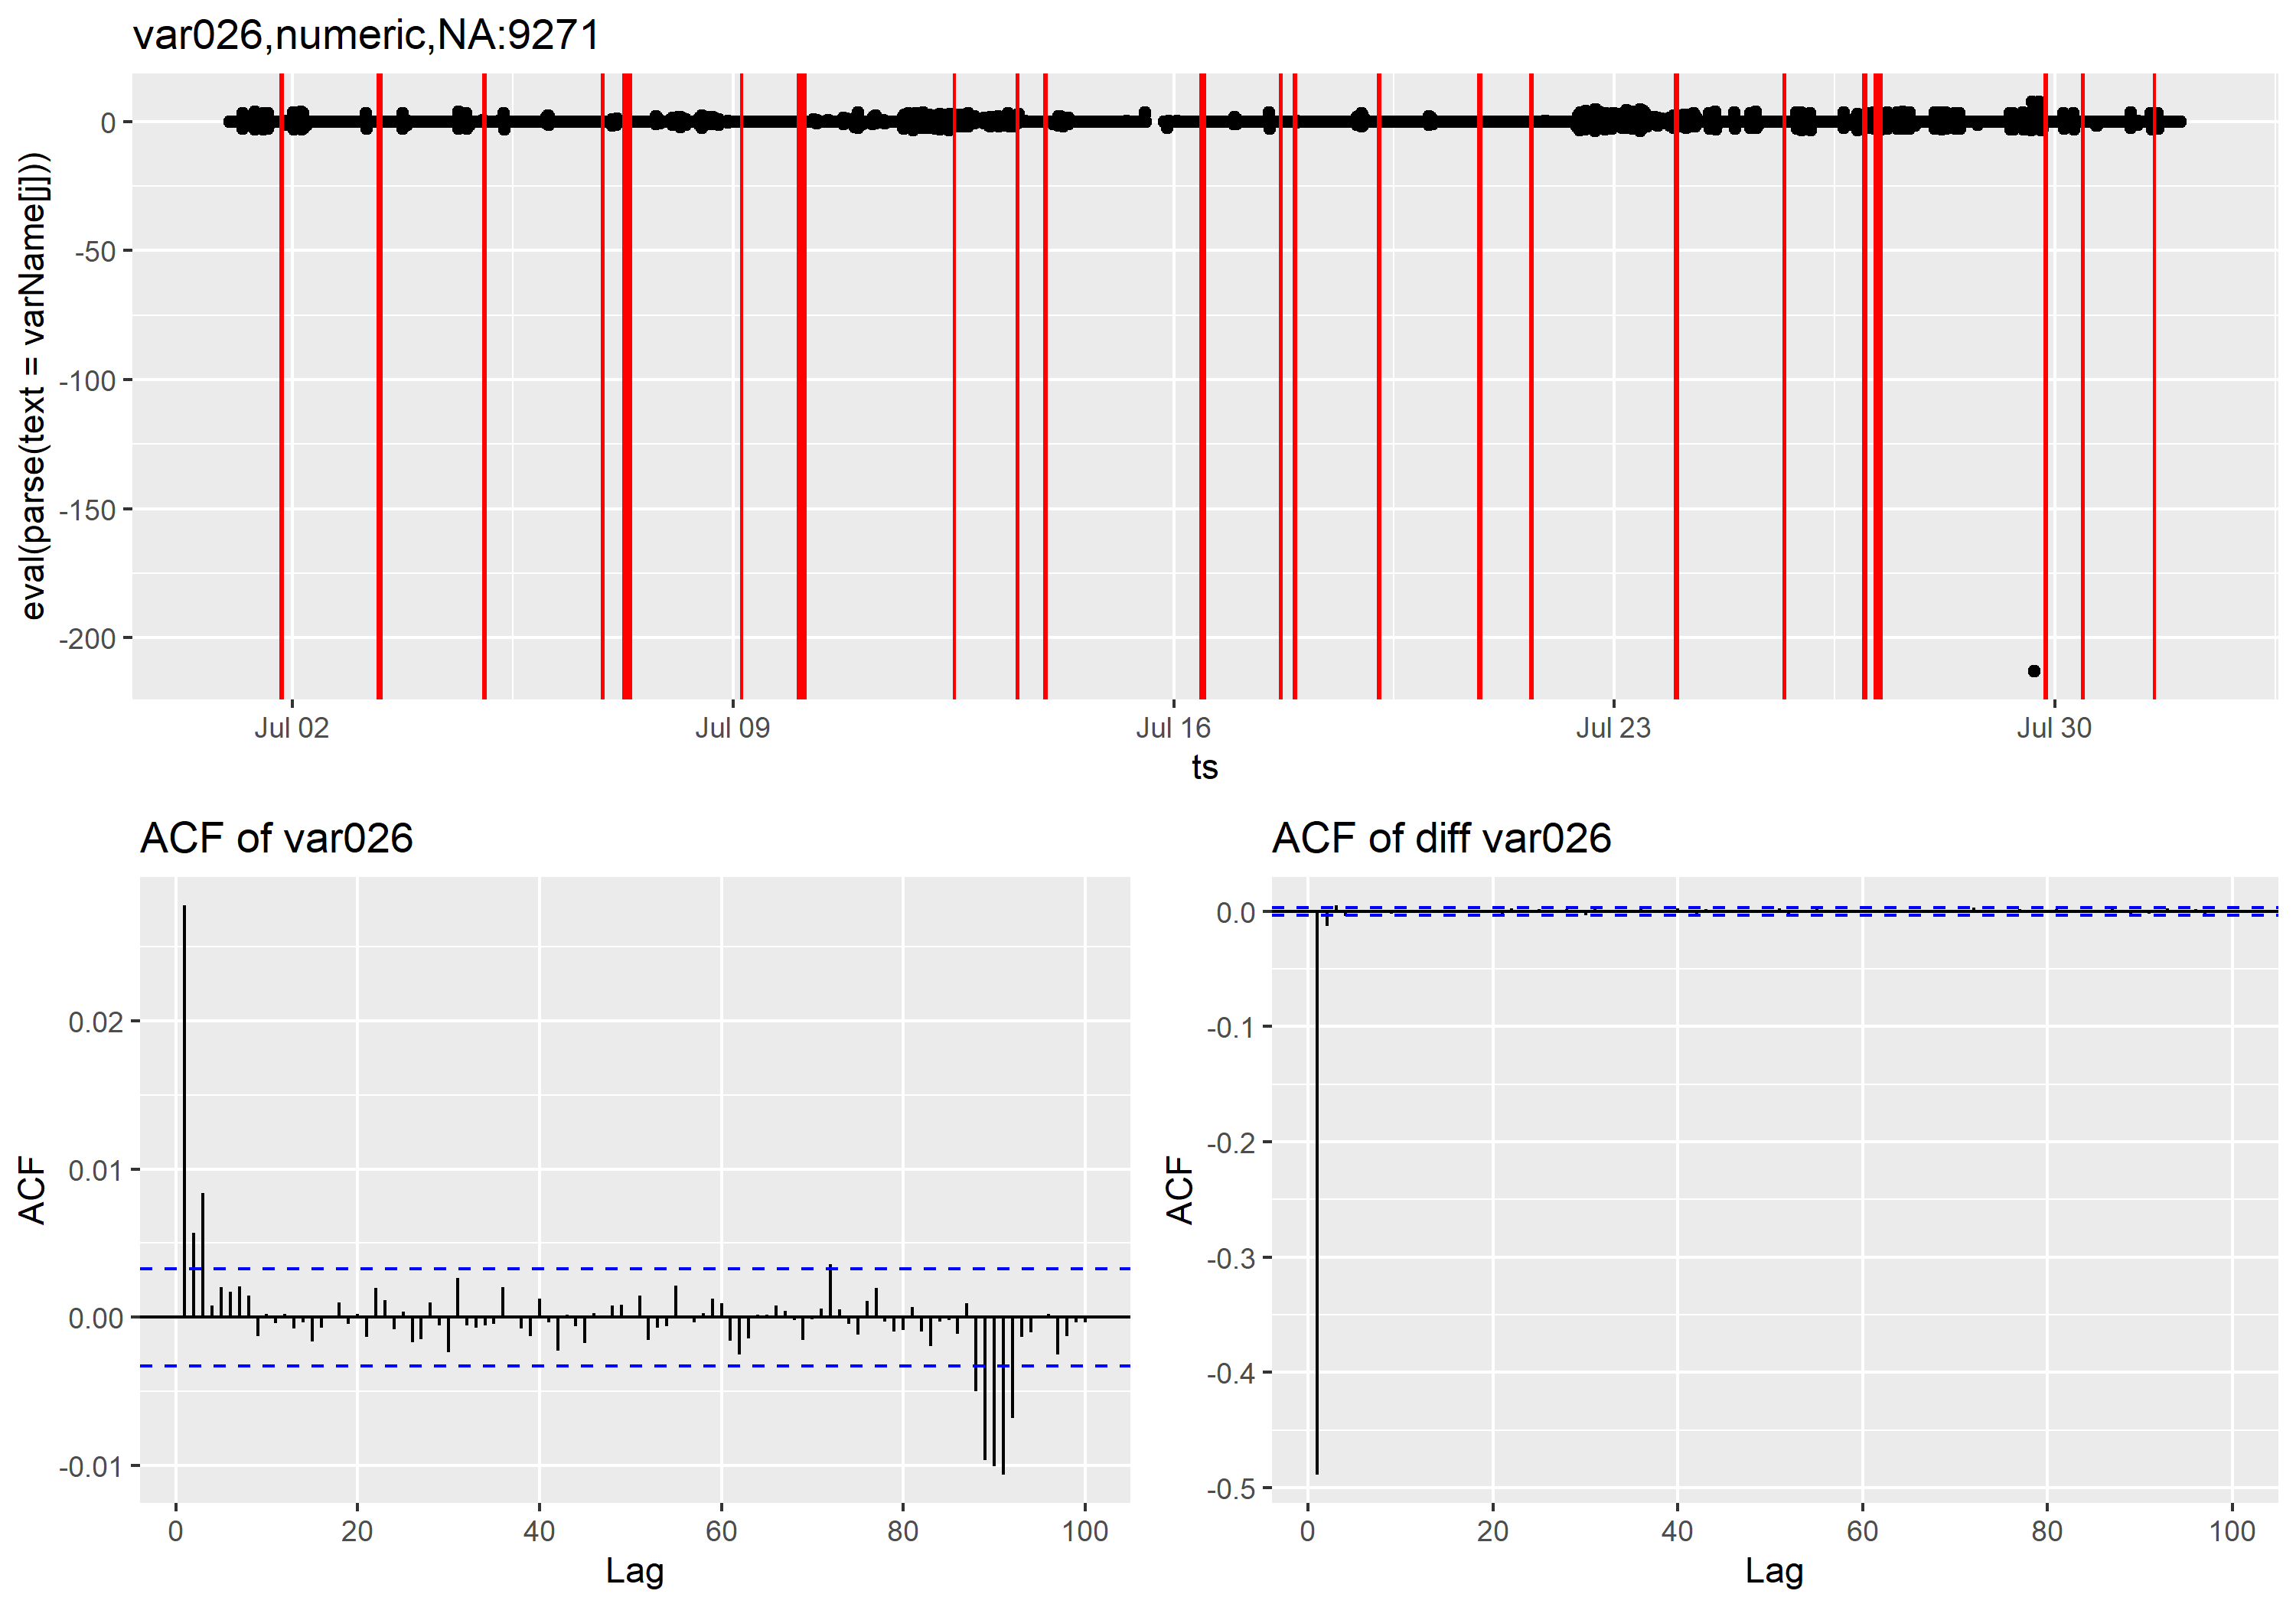 var026,numeric,NA:9271
eval(parse(text = varName[j]))
0
-50
-100
-150
-200
Jul 02 Jul 09 Jul 16 Jul 23 Jul 30
ts
ACF of var026
ACF
0.02
0.01
0.00
-0.01
0 20 40 60 80 100
Lag
ACF of diff var026
ACF
0.0
-0.1
-0.2
-0.3
-0.4
-0.5
0 20 40 60 80 100
Lag